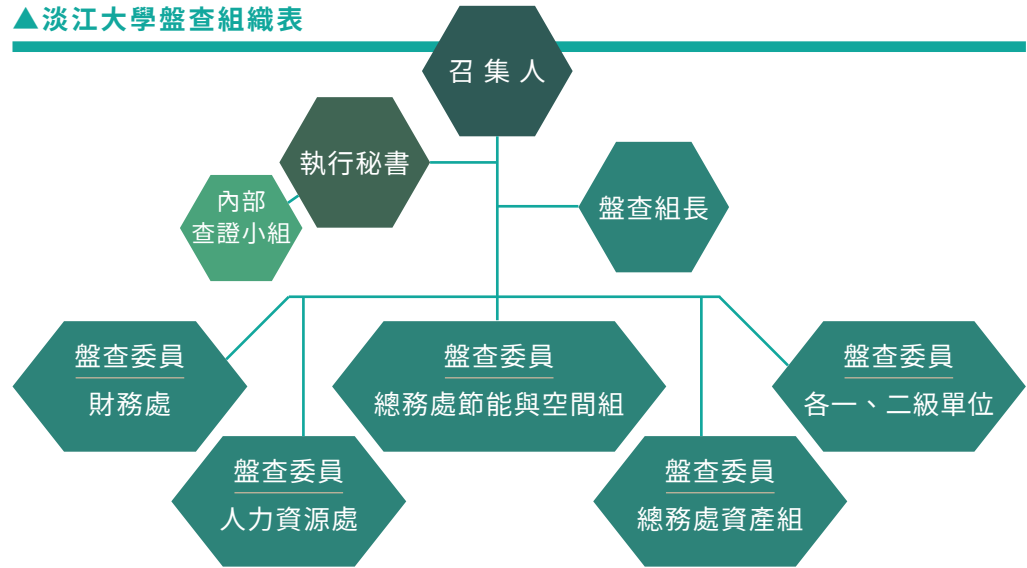 ▲淡江大學盤查組織表
召集人
執行秘書
內部
查證小組
盤查組長
盤查委員
財務處
盤查委員
總務處節能與空間組
盤查委員
各一、二級單位
盤查委員
人力資源處
盤查委員
總務處資產組